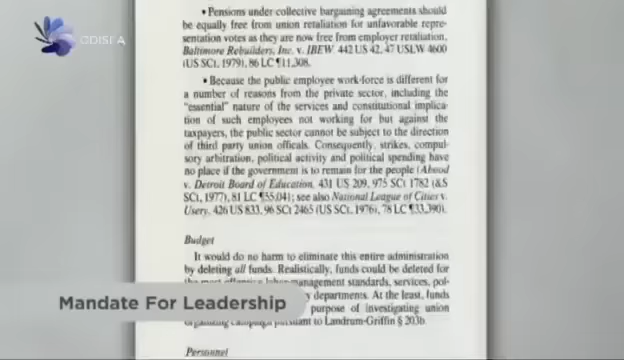 • Pensions under collective bargaining agreements should
be equally free from union retaliation for unfavorable repre-
sentation votes as they are now free from employer retaliation,
Baltimore Rebuilders, Inc. v. IBEW 442 US 42, 47 USLW 4600
(US SCt, 1979), 86 LC ¶11,308.
• Because the public employee work-force is different for
a number of reasons from the private sector, including the
"essential" nature of the services and constitutional implica-
tion of such employees not working for but against the
taxpayers, the public sector cannot be subject to the direction
of third party union officals. Consequently, strikes, compul-
sory arbitration, political activity and political spending have
no place if the government is to remain for the people (Abood
v. Detroit Board of Education, 431 US 209, 975 SCt 1782 (&S
SCt, 1977), 81 LC ¶55,041; see also National League of Cities v.
Usery, 426 US 833, 96 SCt 2465 (US SCt, 1976), 78 LC ¶33,390).
Budget
It would do no harm to eliminate this entire administration
by deleting all funds. Realistically, funds could be deleted for
management standards, services, pol-
departments. At the least, funds
purpose of investigating union
pursuant to Landrum-Griffin § 203b.
Personnel
ODISEA
Mandate For Leadership